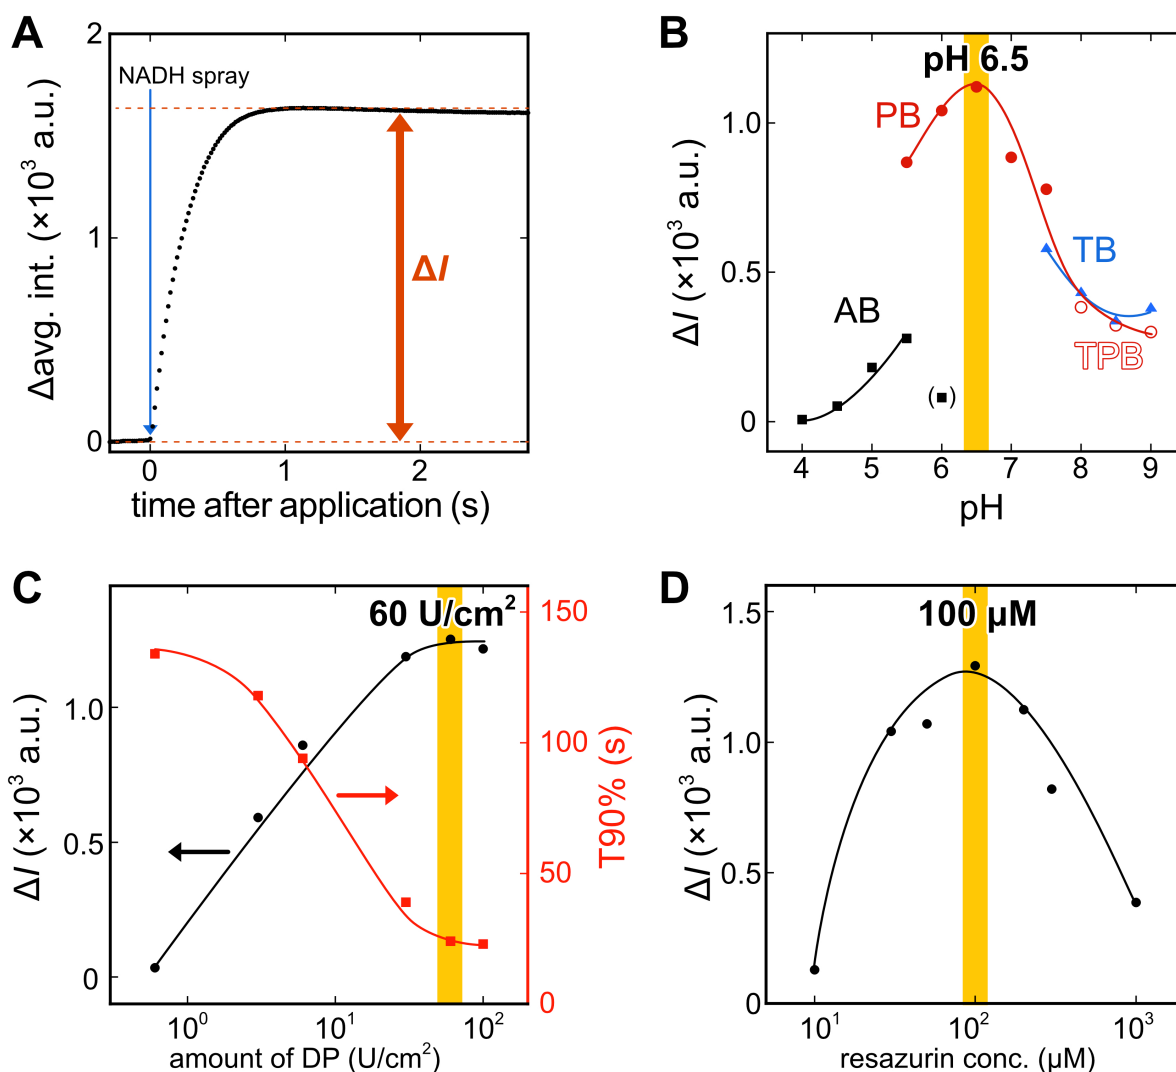 A
2
1
0
Δavg. int. (×10³ a.u.)
NADH spray
ΔI
0 1 2
time after application (s)
B
1.0
0.5
0
ΔI (×10³ a.u.)
pH 6.5
PB
TB
AB
TPB
( )
4 5 6 7 8 9
pH
C
1.0
0.5
0
ΔI (×10³ a.u.)
60 U/cm²
150
100
50
0
T90% (s)
10⁰ 10¹ 10²
amount of DP (U/cm²)
D
1.5
1.0
0.5
0
ΔI (×10³ a.u.)
100 µM
10¹ 10² 10³
resazurin conc. (µM)